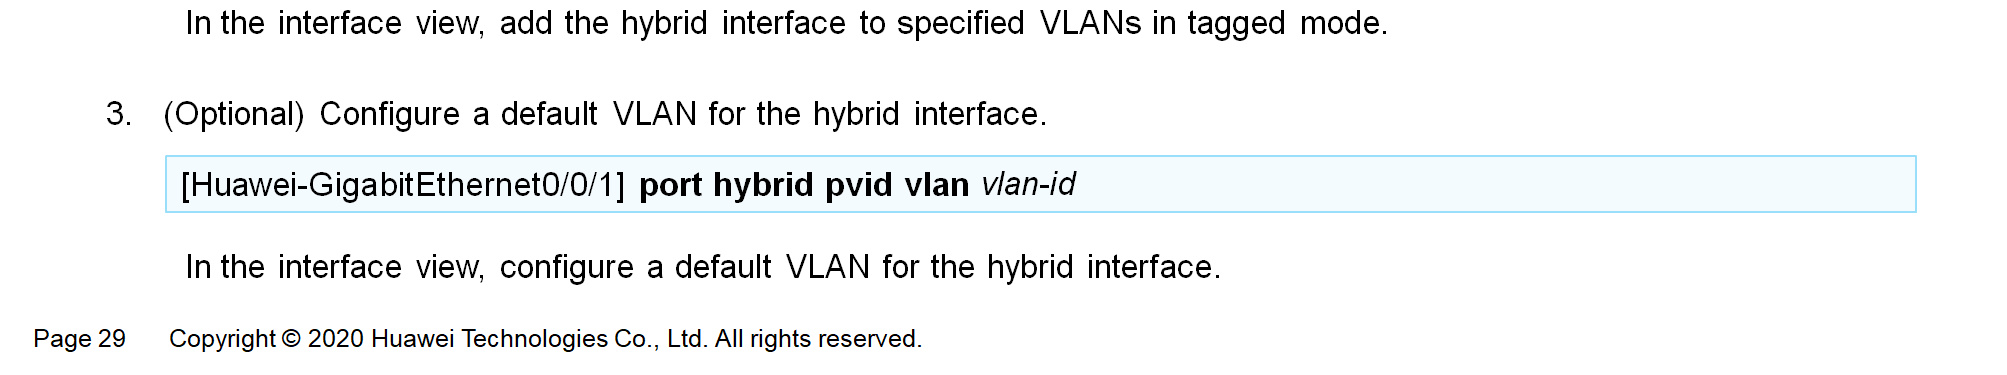 In the interface view, add the hybrid interface to specified VLANs in tagged mode.
3. (Optional) Configure a default VLAN for the hybrid interface.
[Huawei-GigabitEthernet0/0/1] port hybrid pvid vlan vlan-id
In the interface view, configure a default VLAN for the hybrid interface.
Page 29 Copyright © 2020 Huawei Technologies Co., Ltd. All rights reserved.